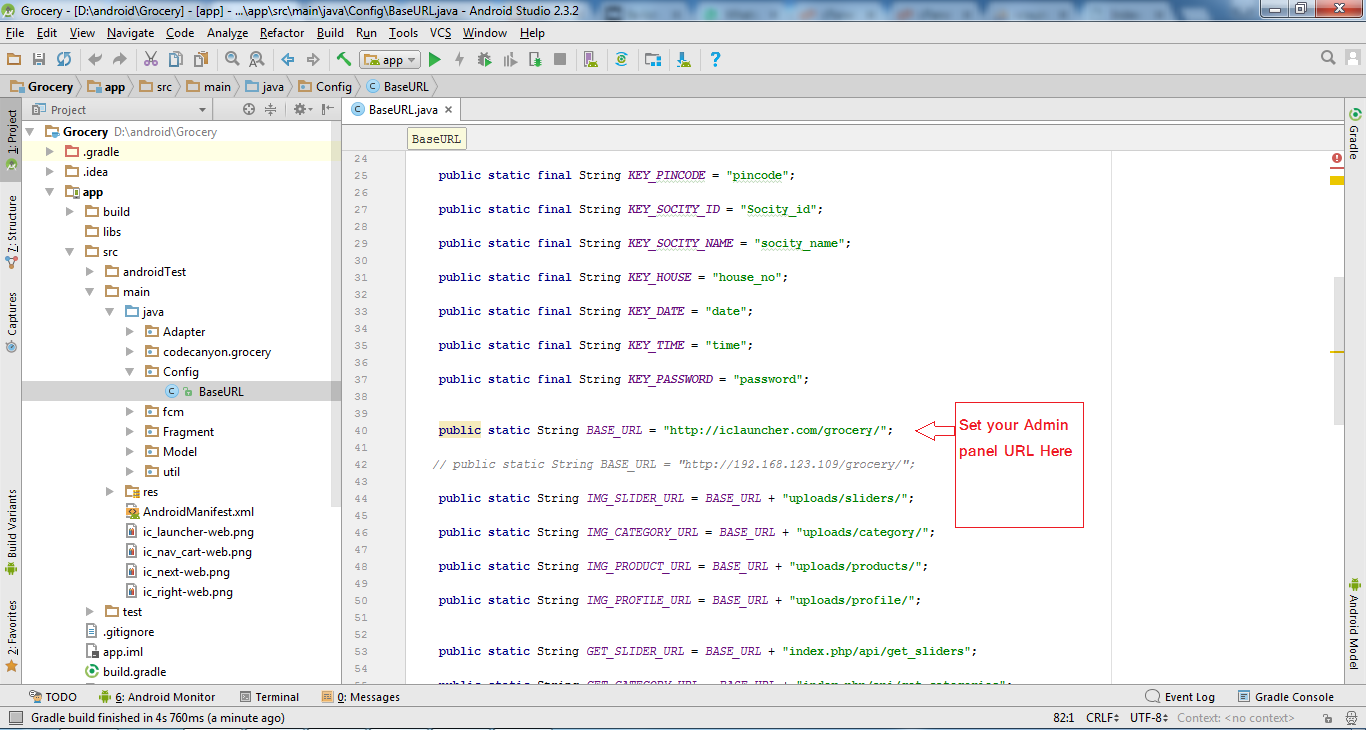 Grocery - [D:\android\Grocery] - [app] - ...\app\src\main\java\Config\BaseURL.java - Android Studio 2.3.2
File Edit View Navigate Code Analyze Refactor Build Run Tools VCS Window Help
app
Grocery app src main java Config BaseURL
Project
BaseURL.java
1: Project
7: Structure
Captures
Build Variants
2: Favorites
Grocery D:\android\Grocery
.gradle
.idea
app
build
libs
src
androidTest
main
java
Adapter
codecanyon.grocery
Config
BaseURL
fcm
Fragment
Model
util
res
AndroidManifest.xml
ic_launcher-web.png
ic_nav_cart-web.png
ic_next-web.png
ic_right-web.png
test
.gitignore
app.iml
build.gradle
BaseURL
24
25 public static final String KEY_PINCODE = "pincode";
26
27 public static final String KEY_SOCITY_ID = "Socity_id";
28
29 public static final String KEY_SOCITY_NAME = "socity_name";
30
31 public static final String KEY_HOUSE = "house_no";
32
33 public static final String KEY_DATE = "date";
34
35 public static final String KEY_TIME = "time";
36
37 public static final String KEY_PASSWORD = "password";
38
39
40 public static String BASE_URL = "http://iclauncher.com/grocery/";
41
42 // public static String BASE_URL = "http://192.168.123.109/grocery/";
43
44 public static String IMG_SLIDER_URL = BASE_URL + "uploads/sliders/";
45
46 public static String IMG_CATEGORY_URL = BASE_URL + "uploads/category/";
47
48 public static String IMG_PRODUCT_URL = BASE_URL + "uploads/products/";
49
50 public static String IMG_PROFILE_URL = BASE_URL + "uploads/profile/";
51
52
53 public static String GET_SLIDER_URL = BASE_URL + "index.php/api/get_sliders";
54
Set your Admin
panel URL Here
Gradle
Android Model
TODO 6: Android Monitor Terminal 0: Messages Event Log Gradle Console
Gradle build finished in 4s 760ms (a minute ago) 82:1 CRLF UTF-8 Context: <no context>